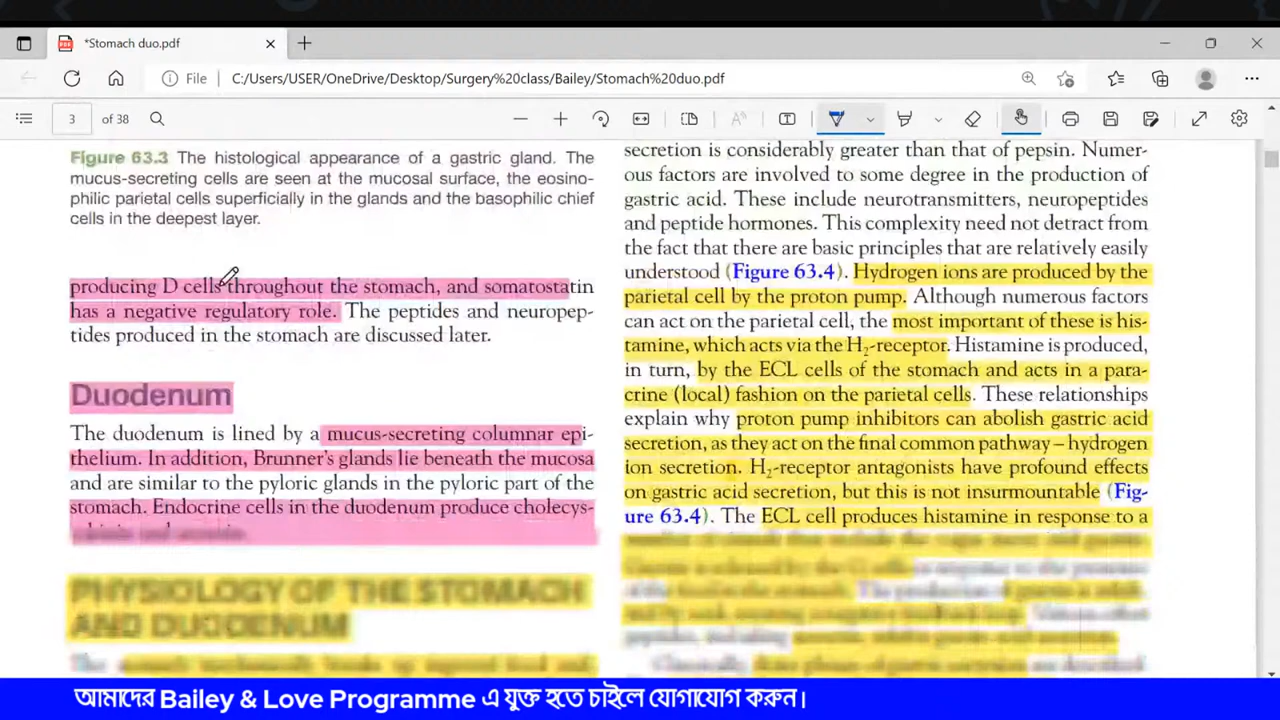 *Stomach duo.pdf
File C:/Users/USER/OneDrive/Desktop/Surgery%20class/Bailey/Stomach%20duo.pdf
3 of 38
Figure 63.3 The histological appearance of a gastric gland. The
mucus-secreting cells are seen at the mucosal surface, the eosino-
philic parietal cells superficially in the glands and the basophilic chief
cells in the deepest layer.
producing D cells throughout the stomach, and somatostatin
has a negative regulatory role. The peptides and neuropep-
tides produced in the stomach are discussed later.
Duodenum
The duodenum is lined by a mucus-secreting columnar epi-
thelium. In addition, Brunner's glands lie beneath the mucosa
and are similar to the pyloric glands in the pyloric part of the
stomach. Endocrine cells in the duodenum produce cholecys-
PHYSIOLOGY OF THE STOMACH
AND DUODENUM
secretion is considerably greater than that of pepsin. Numer-
ous factors are involved to some degree in the production of
gastric acid. These include neurotransmitters, neuropeptides
and peptide hormones. This complexity need not detract from
the fact that there are basic principles that are relatively easily
understood (Figure 63.4). Hydrogen ions are produced by the
parietal cell by the proton pump. Although numerous factors
can act on the parietal cell, the most important of these is his-
tamine, which acts via the H₂-receptor. Histamine is produced,
in turn, by the ECL cells of the stomach and acts in a para-
crine (local) fashion on the parietal cells. These relationships
explain why proton pump inhibitors can abolish gastric acid
secretion, as they act on the final common pathway – hydrogen
ion secretion. H₂-receptor antagonists have profound effects
on gastric acid secretion, but this is not insurmountable (Fig-
ure 63.4). The ECL cell produces histamine in response to a
আমাদের Bailey & Love Programme এ যুক্ত হতে চাইলে যোগাযোগ করুন।